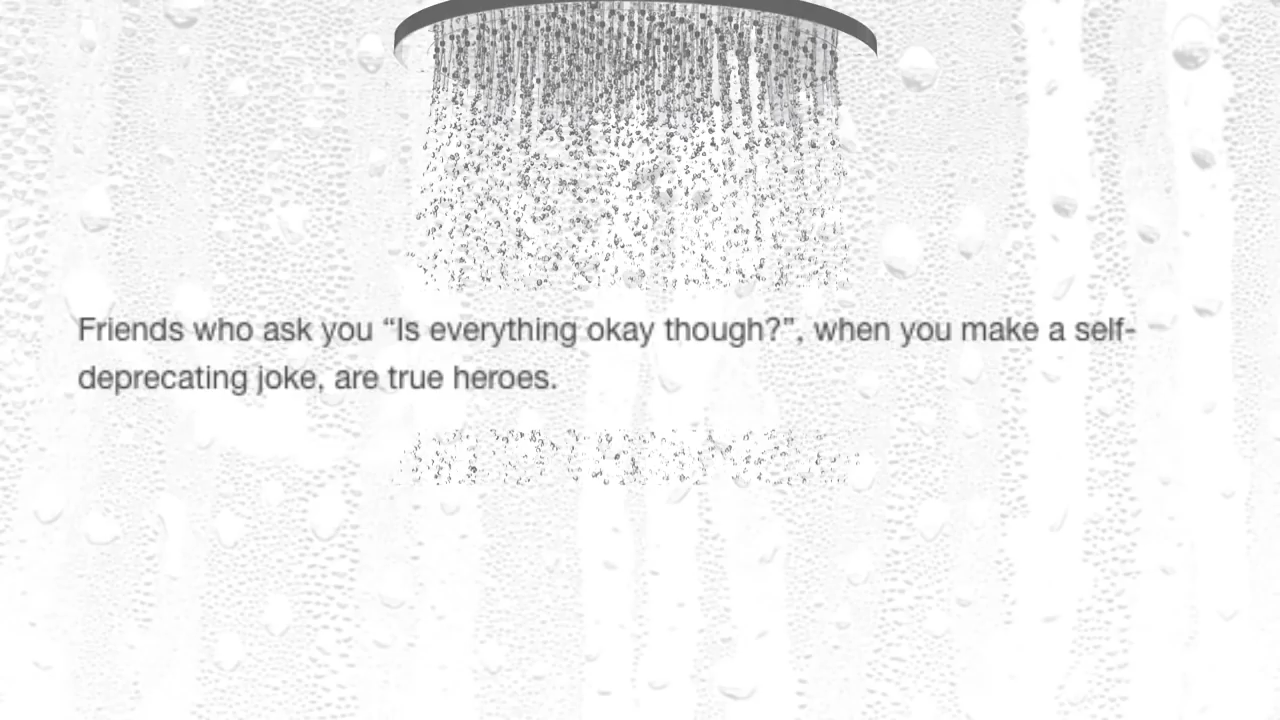 Friends who ask you “Is everything okay though?”, when you make a self-
deprecating joke, are true heroes.